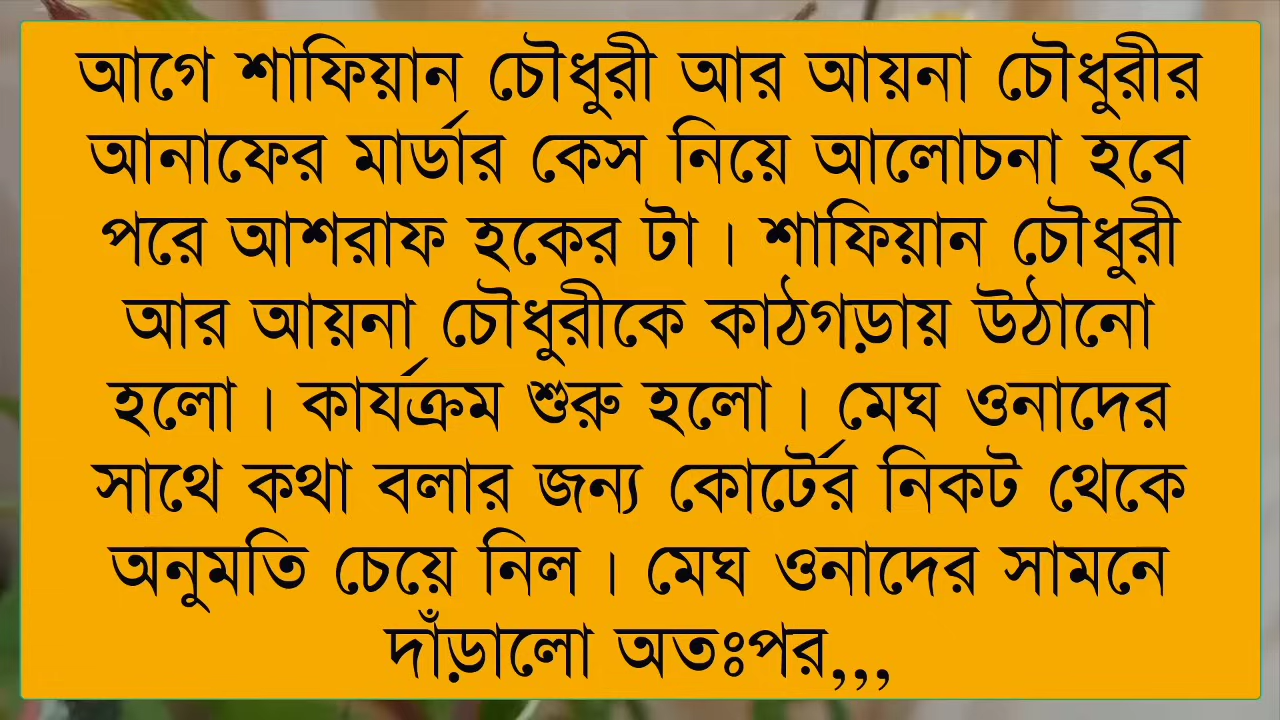 আগে শাফিয়ান চৌধুরী আর আয়না চৌধুরীর
আনাফের মার্ডার কেস নিয়ে আলোচনা হবে
পরে আশরাফ হকের টা। শাফিয়ান চৌধুরী
আর আয়না চৌধুরীকে কাঠগড়ায় উঠানো
হলো। কার্যক্রম শুরু হলো। মেঘ ওনাদের
সাথে কথা বলার জন্য কোর্টের নিকট থেকে
অনুমতি চেয়ে নিল। মেঘ ওনাদের সামনে
দাঁড়ালো অতঃপর,,,